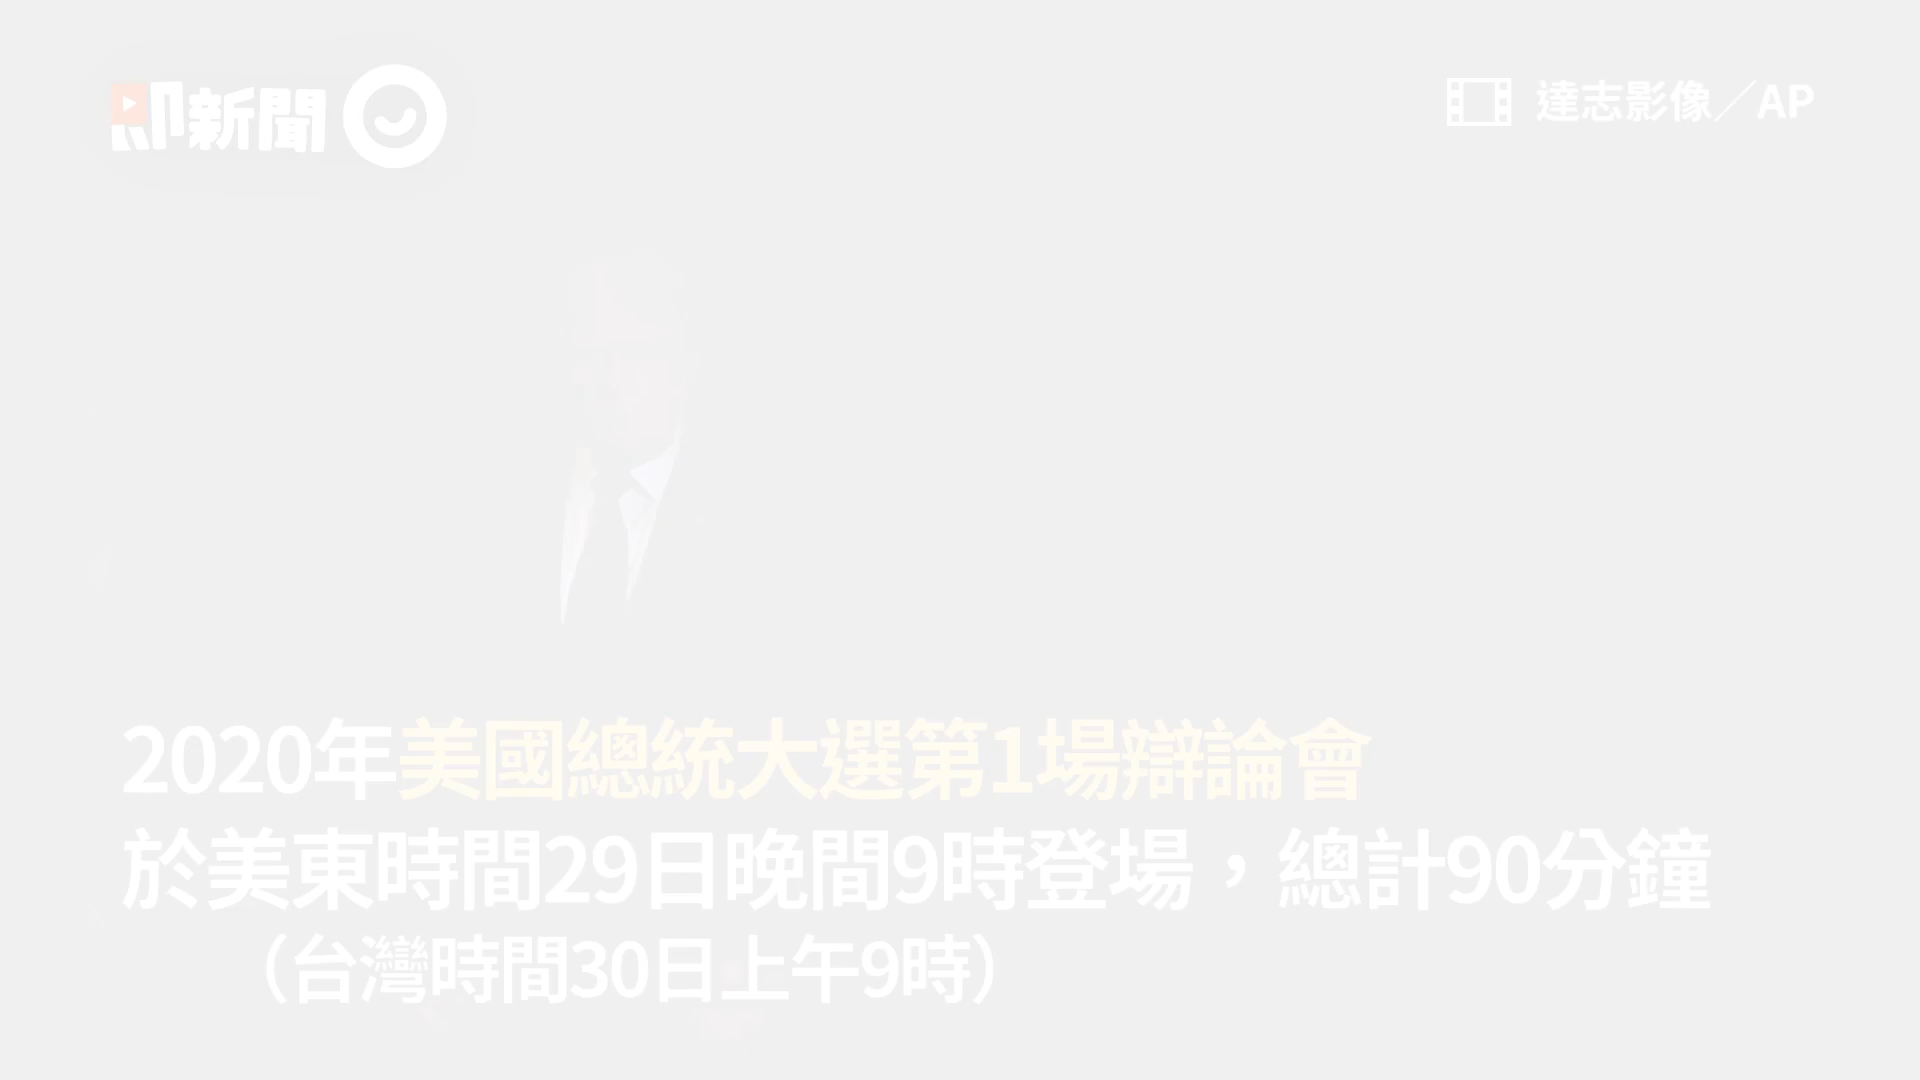 即新聞
達志影像／AP
2020年美國總統大選第1場辯論會
於美東時間29日晚間9時登場，總計90分鐘
（台灣時間30日上午9時）